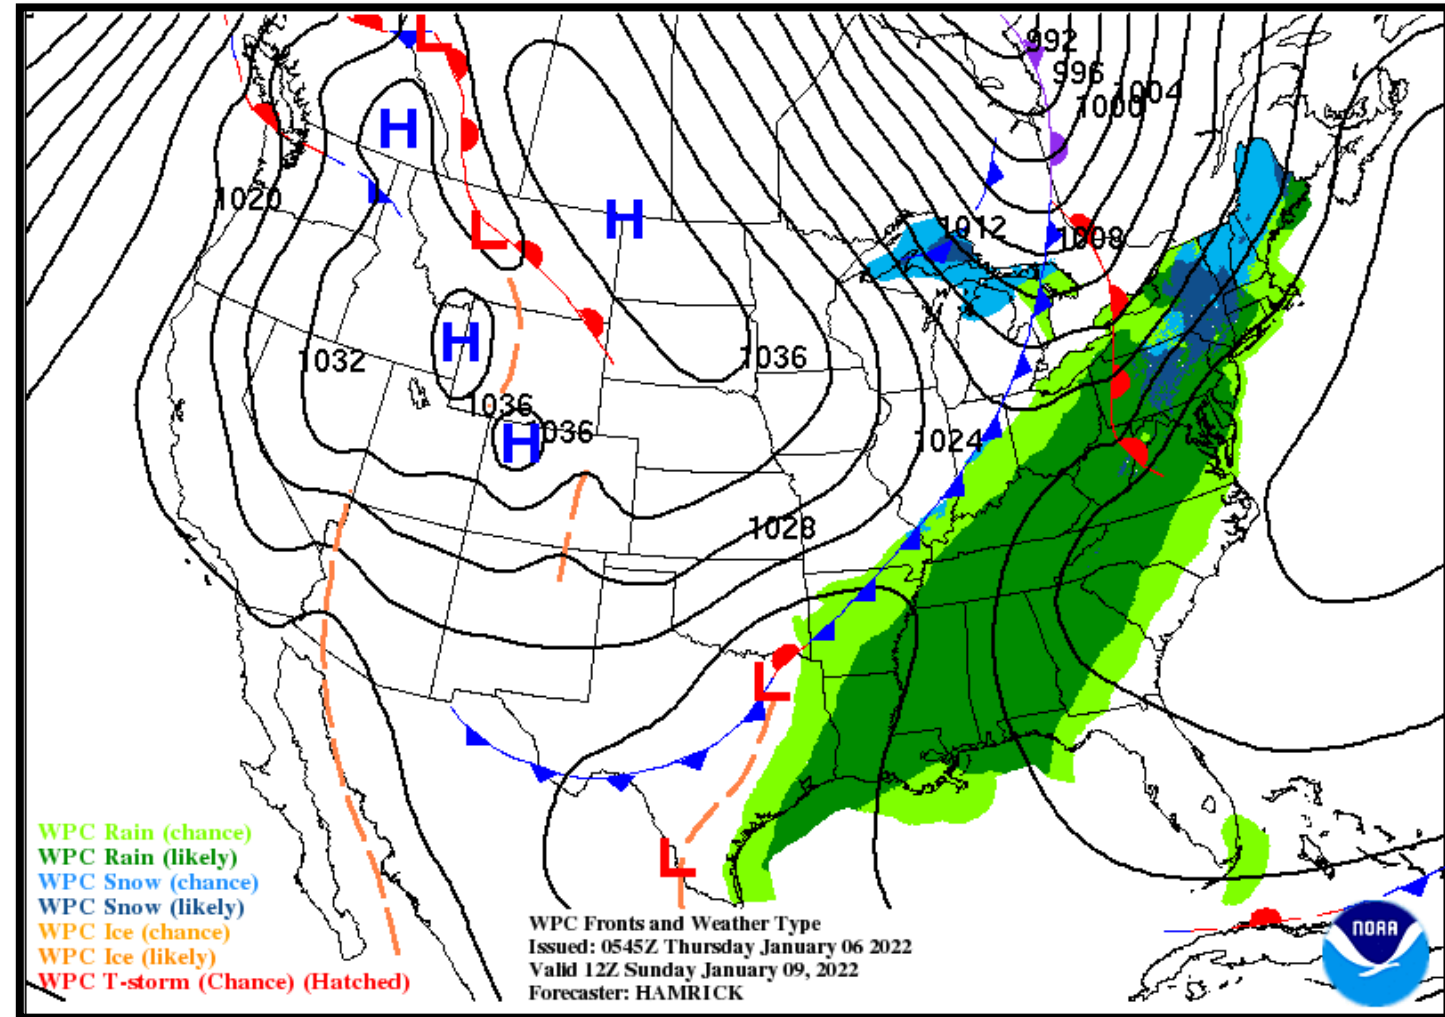 L
992
996
1004
1000
H
1020
H
1012
L
1008
H
1032
1036
1036
H
1036
1024
1028
L
L
WPC Rain (chance)
WPC Rain (likely)
WPC Snow (chance)
WPC Snow (likely)
WPC Ice (chance)
WPC Ice (likely)
WPC T-storm (Chance) (Hatched)
WPC Fronts and Weather Type
Issued: 0545Z Thursday January 06 2022
Valid 12Z Sunday January 09, 2022
Forecaster: HAMRICK
NOAA